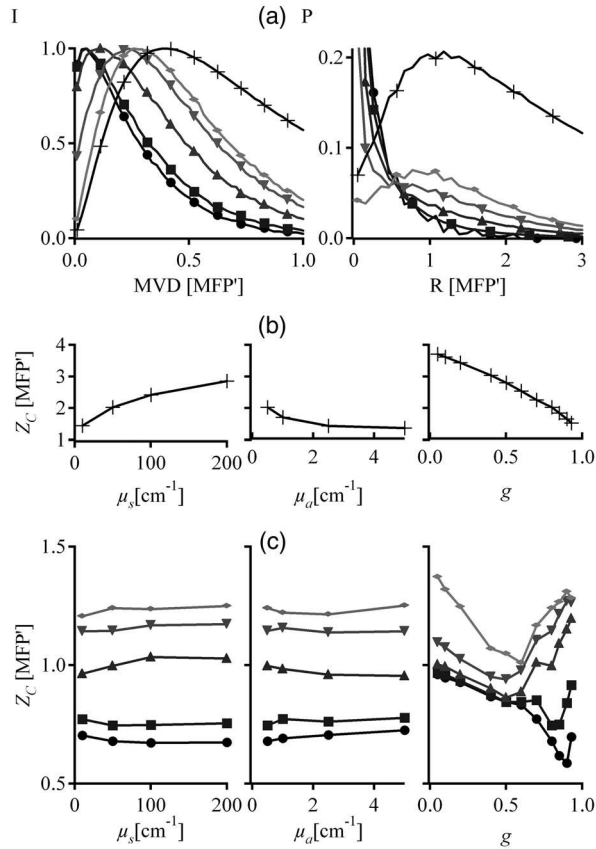 I (a) P
1.0
0.5
0.0
0.0 0.5 1.0
MVD [MFP']
0.2
0.1
0.0
0 1 2 3
R [MFP']
(b)
Z_C [MFP']
4
3
2
1
0 100 200
μ_s[cm⁻¹]
0 2 4
μ_a[cm⁻¹]
0.0 0.5 1.0
g
(c)
Z_C [MFP']
1.5
1.0
0.5
0 100 200
μ_s[cm⁻¹]
0 2 4
μ_a[cm⁻¹]
0.0 0.5 1.0
g